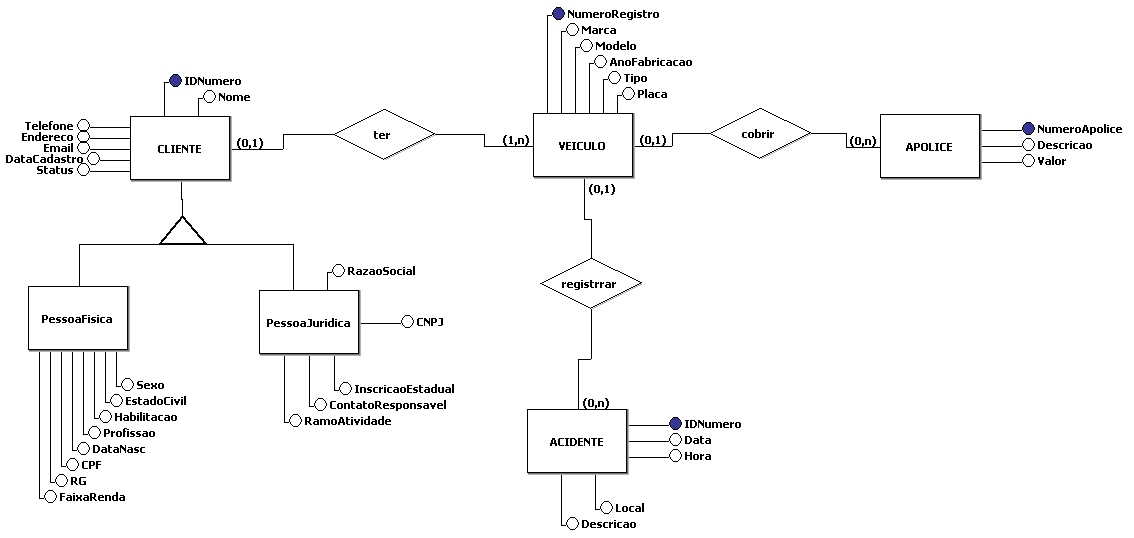 NumeroRegistro
Marca
Modelo
AnoFabricacao
Tipo
Placa
IDNumero
Nome
Telefone
Endereco
Email
DataCadastro
Status
CLIENTE
(0,1)
ter
(1,n)
VEICULO
(0,1)
cobrir
(0,n)
APOLICE
NumeroApolice
Descricao
Valor
(0,1)
registrrar
(0,n)
RazaoSocial
PessoaFisica
PessoaJuridica
CNPJ
Sexo
EstadoCivil
Habilitacao
Profissao
DataNasc
CPF
RG
FaixaRenda
InscricaoEstadual
ContatoResponsavel
RamoAtividade
ACIDENTE
IDNumero
Data
Hora
Local
Descricao